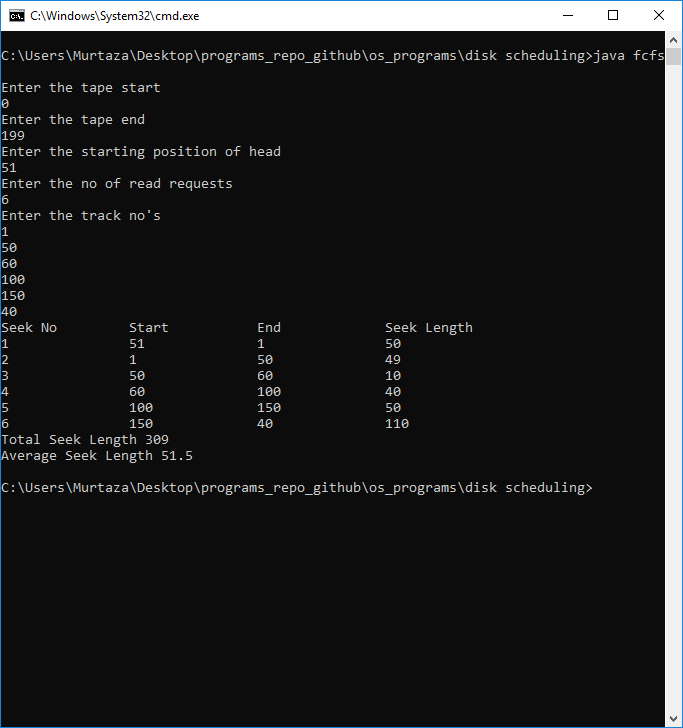 C:\Windows\System32\cmd.exe
C:\Users\Murtaza\Desktop\programs_repo_github\os_programs\disk scheduling>java fcfs
Enter the tape start
0
Enter the tape end
199
Enter the starting position of head
51
Enter the no of read requests
6
Enter the track no's
1
50
60
100
150
40
Seek No Start End Seek Length
1 51 1 50
2 1 50 49
3 50 60 10
4 60 100 40
5 100 150 50
6 150 40 110
Total Seek Length 309
Average Seek Length 51.5
C:\Users\Murtaza\Desktop\programs_repo_github\os_programs\disk scheduling>